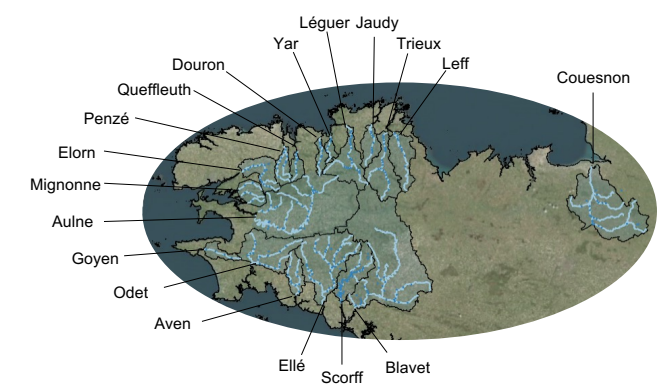 Léguer Jaudy
Yar
Trieux
Douron
Leff
Queffleuth
Couesnon
Penzé
Elorn
Mignonne
Aulne
Goyen
Odet
Aven
Ellé
Scorff
Blavet